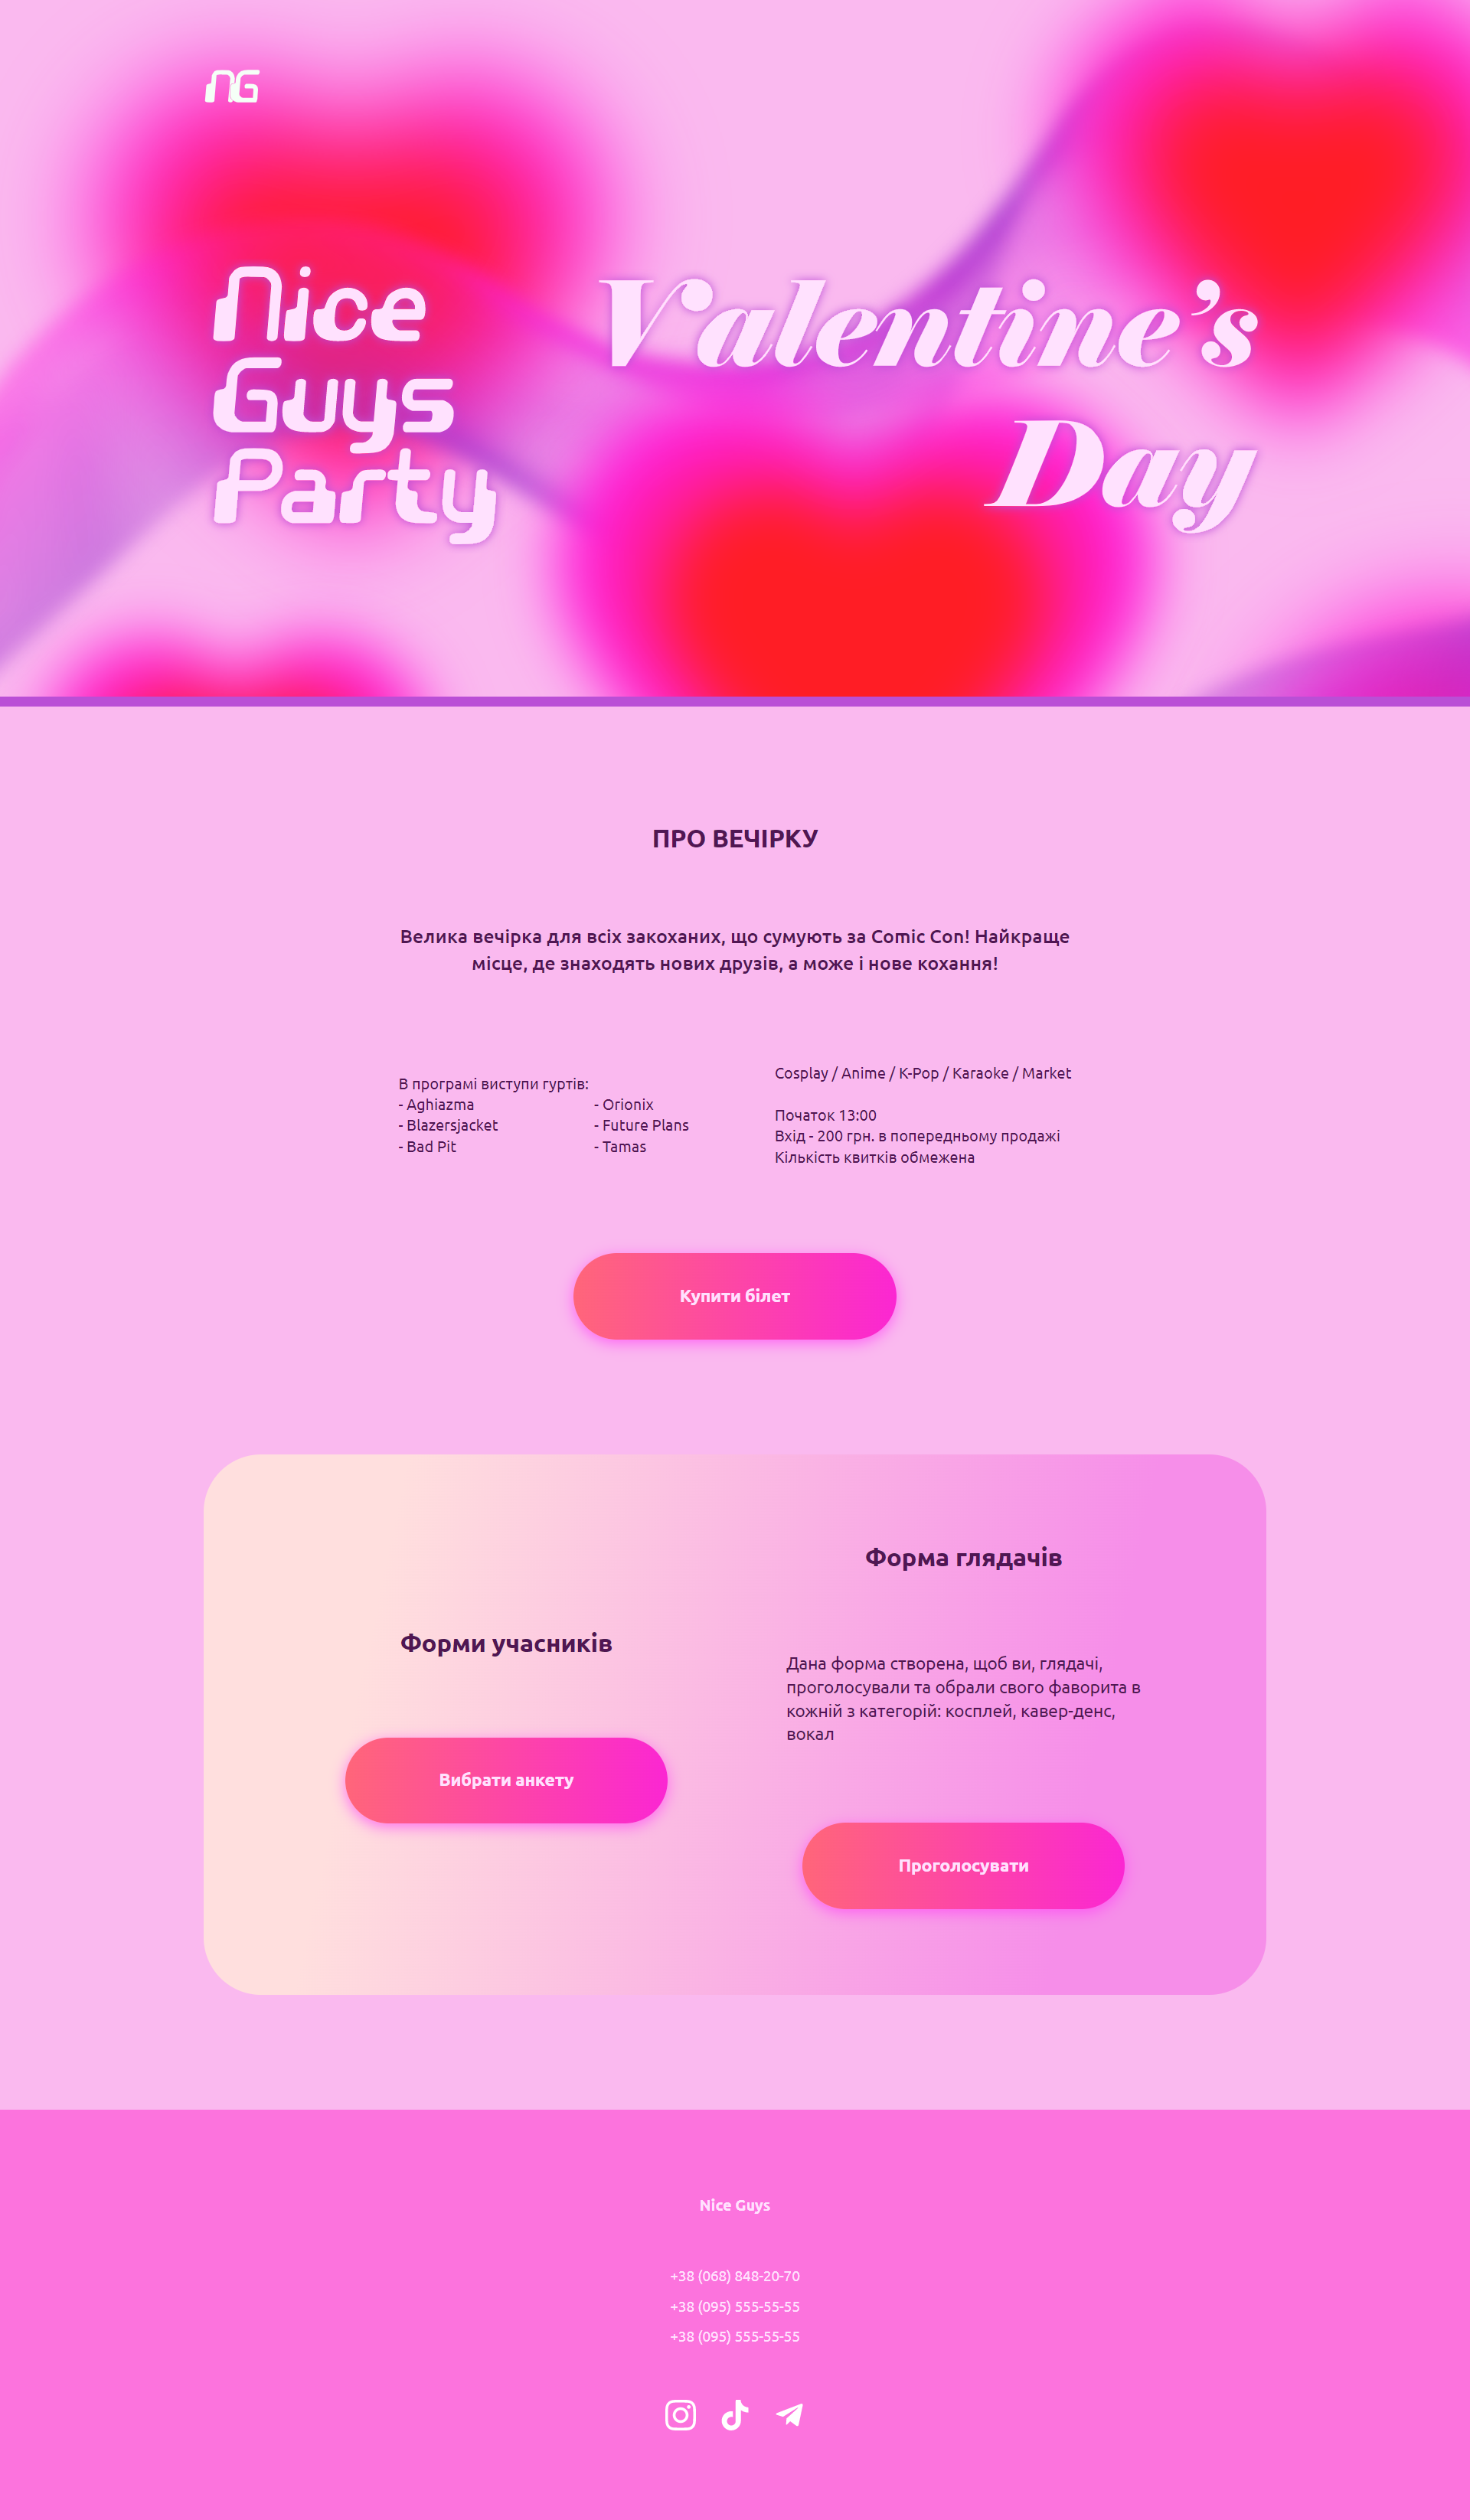 NG
Nice
Guys
Party
Valentine's
Day
ПРО ВЕЧІРКУ
Велика вечірка для всіх закоханих, що сумують за Comic Con! Найкраще
місце, де знаходять нових друзів, а може і нове кохання!
В програмі виступи гуртів:
- Aghiazma
- Blazersjacket
- Bad Pit
- Orionix
- Future Plans
- Tamas
Cosplay / Anime / K-Pop / Karaoke / Market
Початок 13:00
Вхід - 200 грн. в попередньому продажі
Кількість квитків обмежена
Купити білет
Форми учасників
Вибрати анкету
Форма глядачів
Дана форма створена, щоб ви, глядачі,
проголосували та обрали свого фаворита в
кожній з категорій: косплей, кавер-денс,
вокал
Проголосувати
Nice Guys
+38 (068) 848-20-70
+38 (095) 555-55-55
+38 (095) 555-55-55